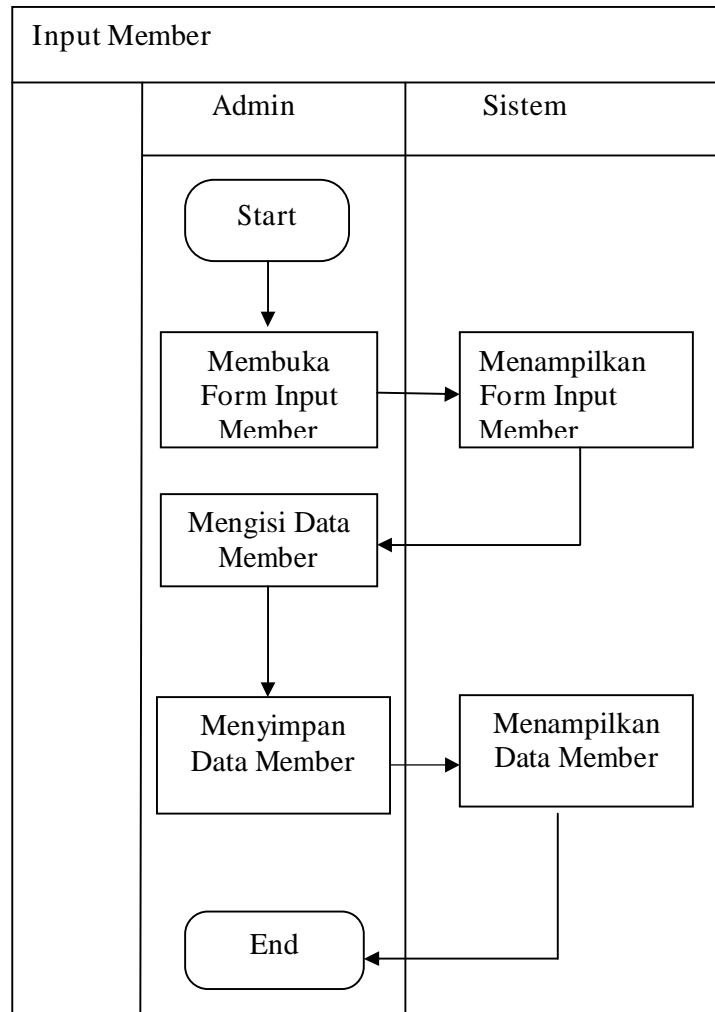 Input Member
Admin
Sistem
Start
Membuka
Form Input
Member
Menampilkan
Form Input
Member
Mengisi Data
Member
Menyimpan
Data Member
Menampilkan
Data Member
End